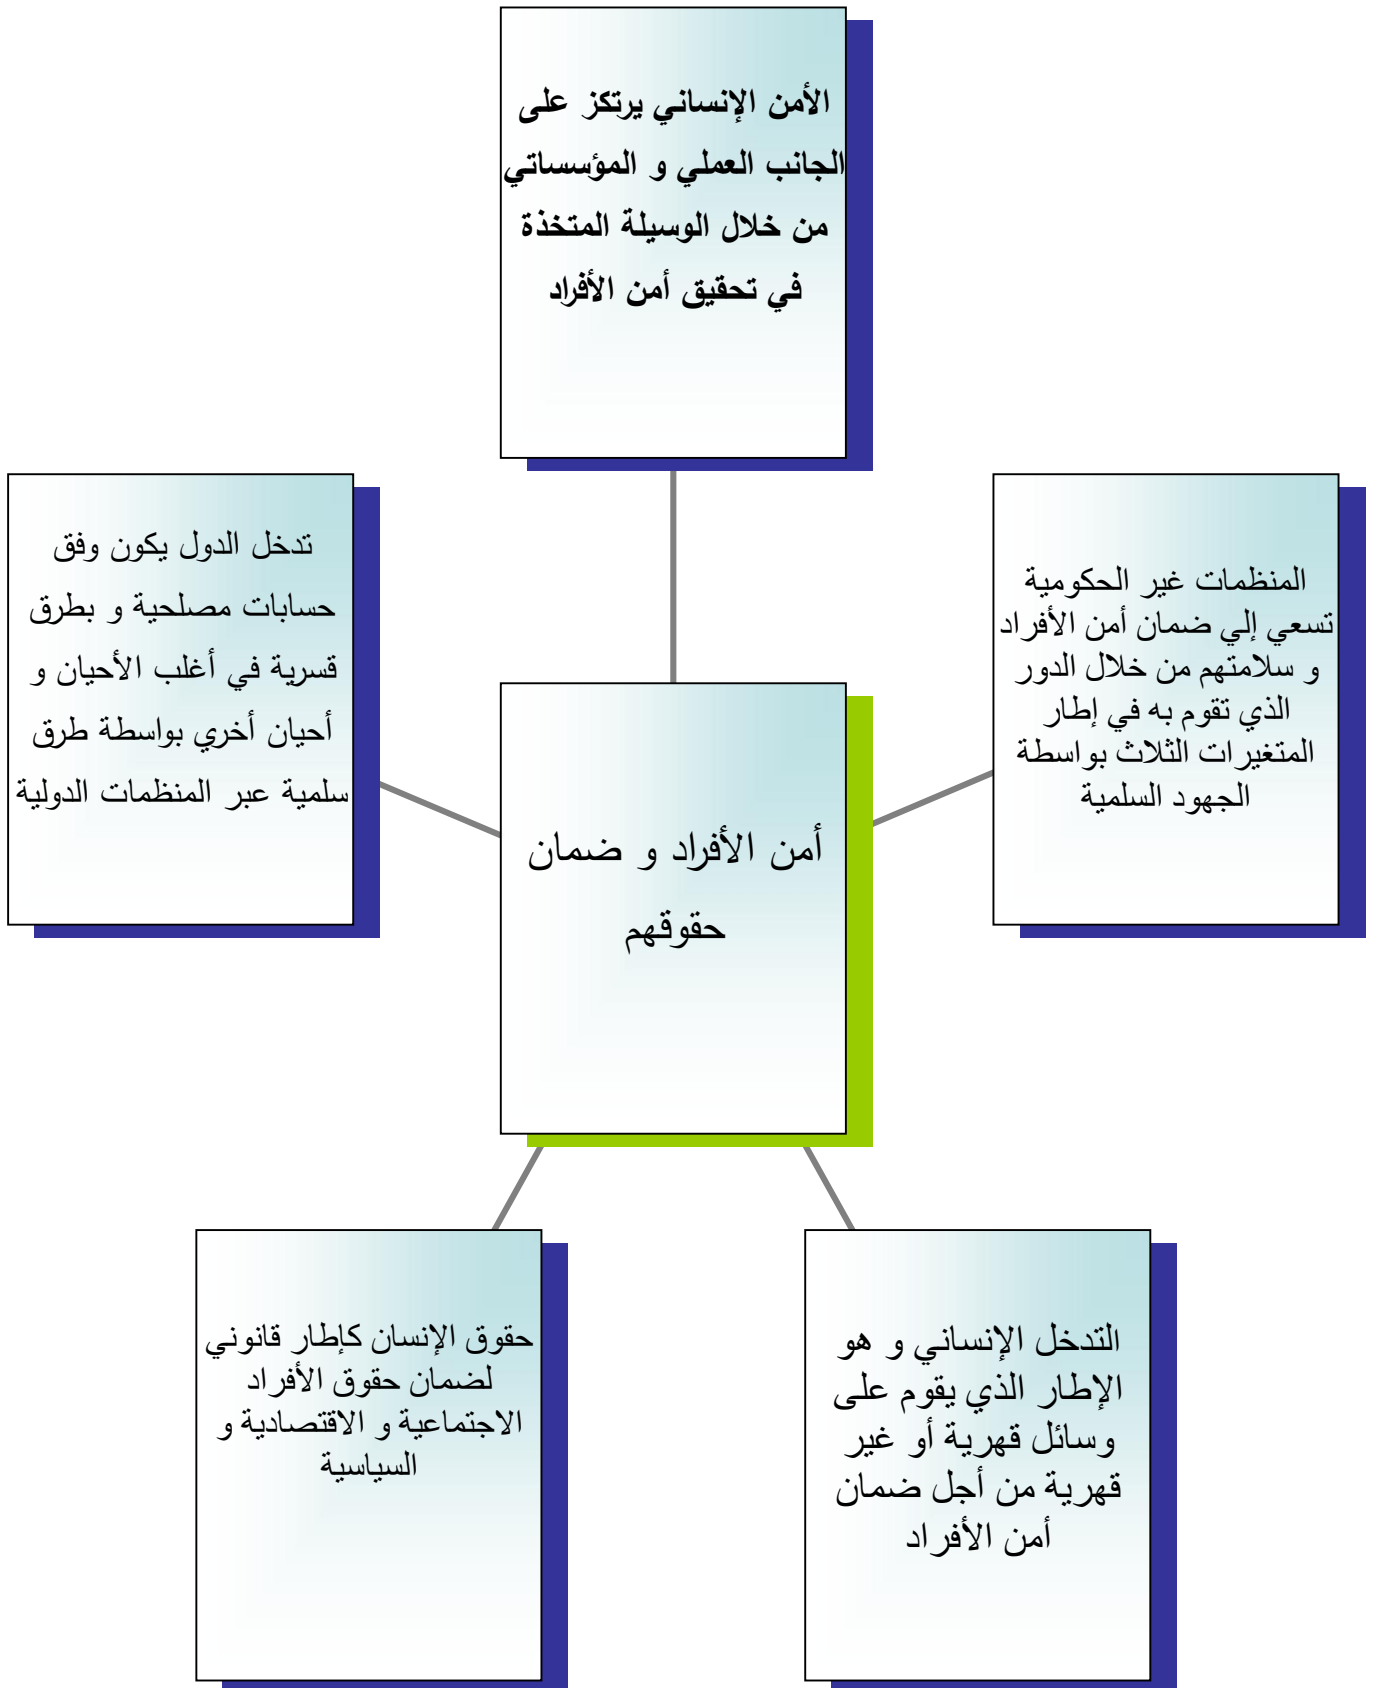 الأمن الإنساني يرتكز على
الجانب العملي و المؤسساتي
من خلال الوسيلة المتخذة
في تحقيق أمن الأفراد
المنظمات غير الحكومية
تسعي إلي ضمان أمن الأفراد
و سلامتهم من خلال الدور
الذي تقوم به في إطار
المتغيرات الثلاث بواسطة
الجهود السلمية
تدخل الدول يكون وفق
حسابات مصلحية و بطرق
قسرية في أغلب الأحيان و
أحيان أخري بواسطة طرق
سلمية عبر المنظمات الدولية
أمن الأفراد و ضمان
حقوقهم
التدخل الإنساني و هو
الإطار الذي يقوم على
وسائل قهرية أو غير
قهرية من أجل ضمان
أمن الأفراد
حقوق الإنسان كإطار قانوني
لضمان حقوق الأفراد
الاجتماعية و الاقتصادية و
السياسية